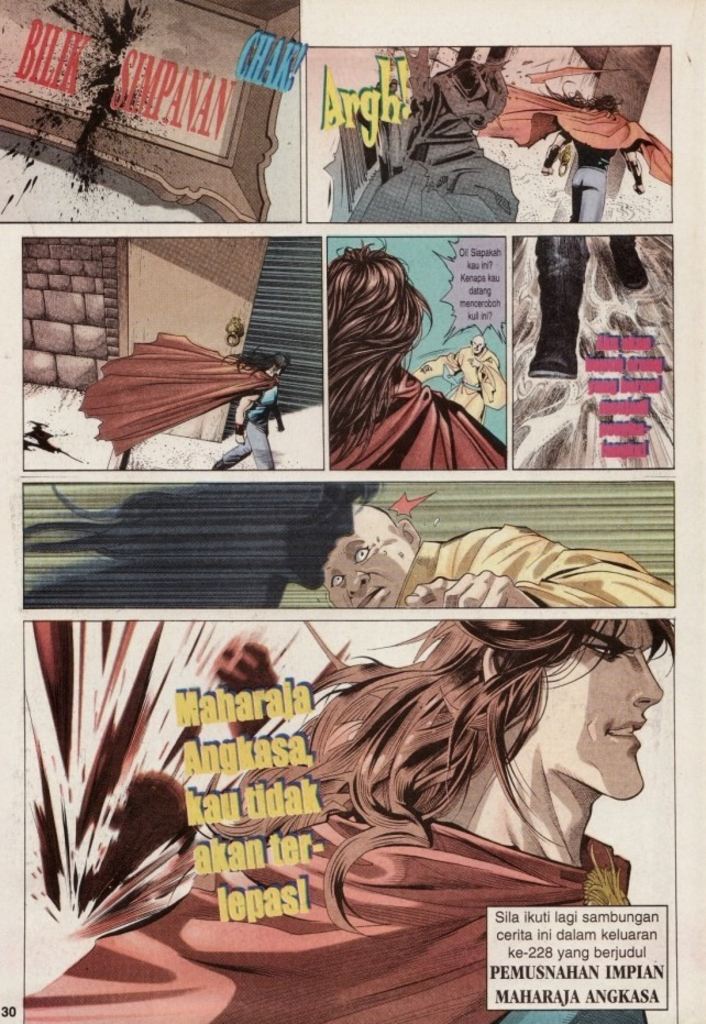 BILIK SIMPANAN
CHAK!
Argh!
Oi! Siapakah
kau ini?
Kenapa kau
datang
menceroboh
kuil ini?
Maharaja
Angkasa,
kau tidak
akan ter-
lepas!
Sila ikuti lagi sambungan
cerita ini dalam keluaran
ke-228 yang berjudul
PEMUSNAHAN IMPIAN
MAHARAJA ANGKASA
30